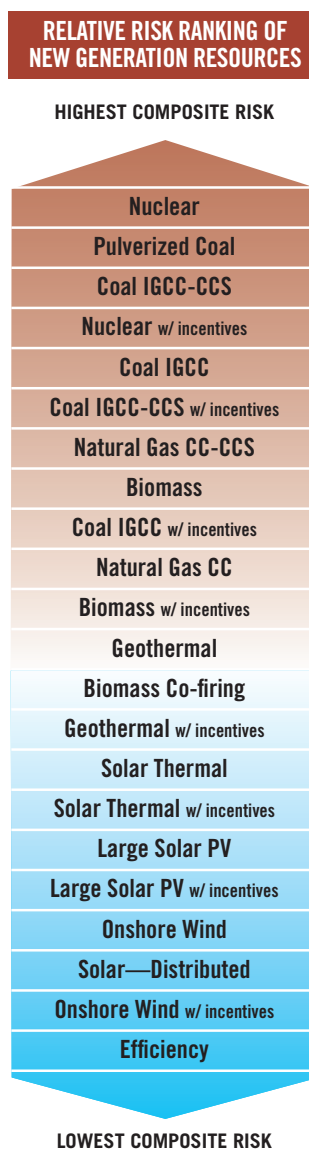 RELATIVE RISK RANKING OF
NEW GENERATION RESOURCES
HIGHEST COMPOSITE RISK
Nuclear
Pulverized Coal
Coal IGCC-CCS
Nuclear w/ incentives
Coal IGCC
Coal IGCC-CCS w/ incentives
Natural Gas CC-CCS
Biomass
Coal IGCC w/ incentives
Natural Gas CC
Biomass w/ incentives
Geothermal
Biomass Co-firing
Geothermal w/ incentives
Solar Thermal
Solar Thermal w/ incentives
Large Solar PV
Large Solar PV w/ incentives
Onshore Wind
Solar—Distributed
Onshore Wind w/ incentives
Efficiency
LOWEST COMPOSITE RISK